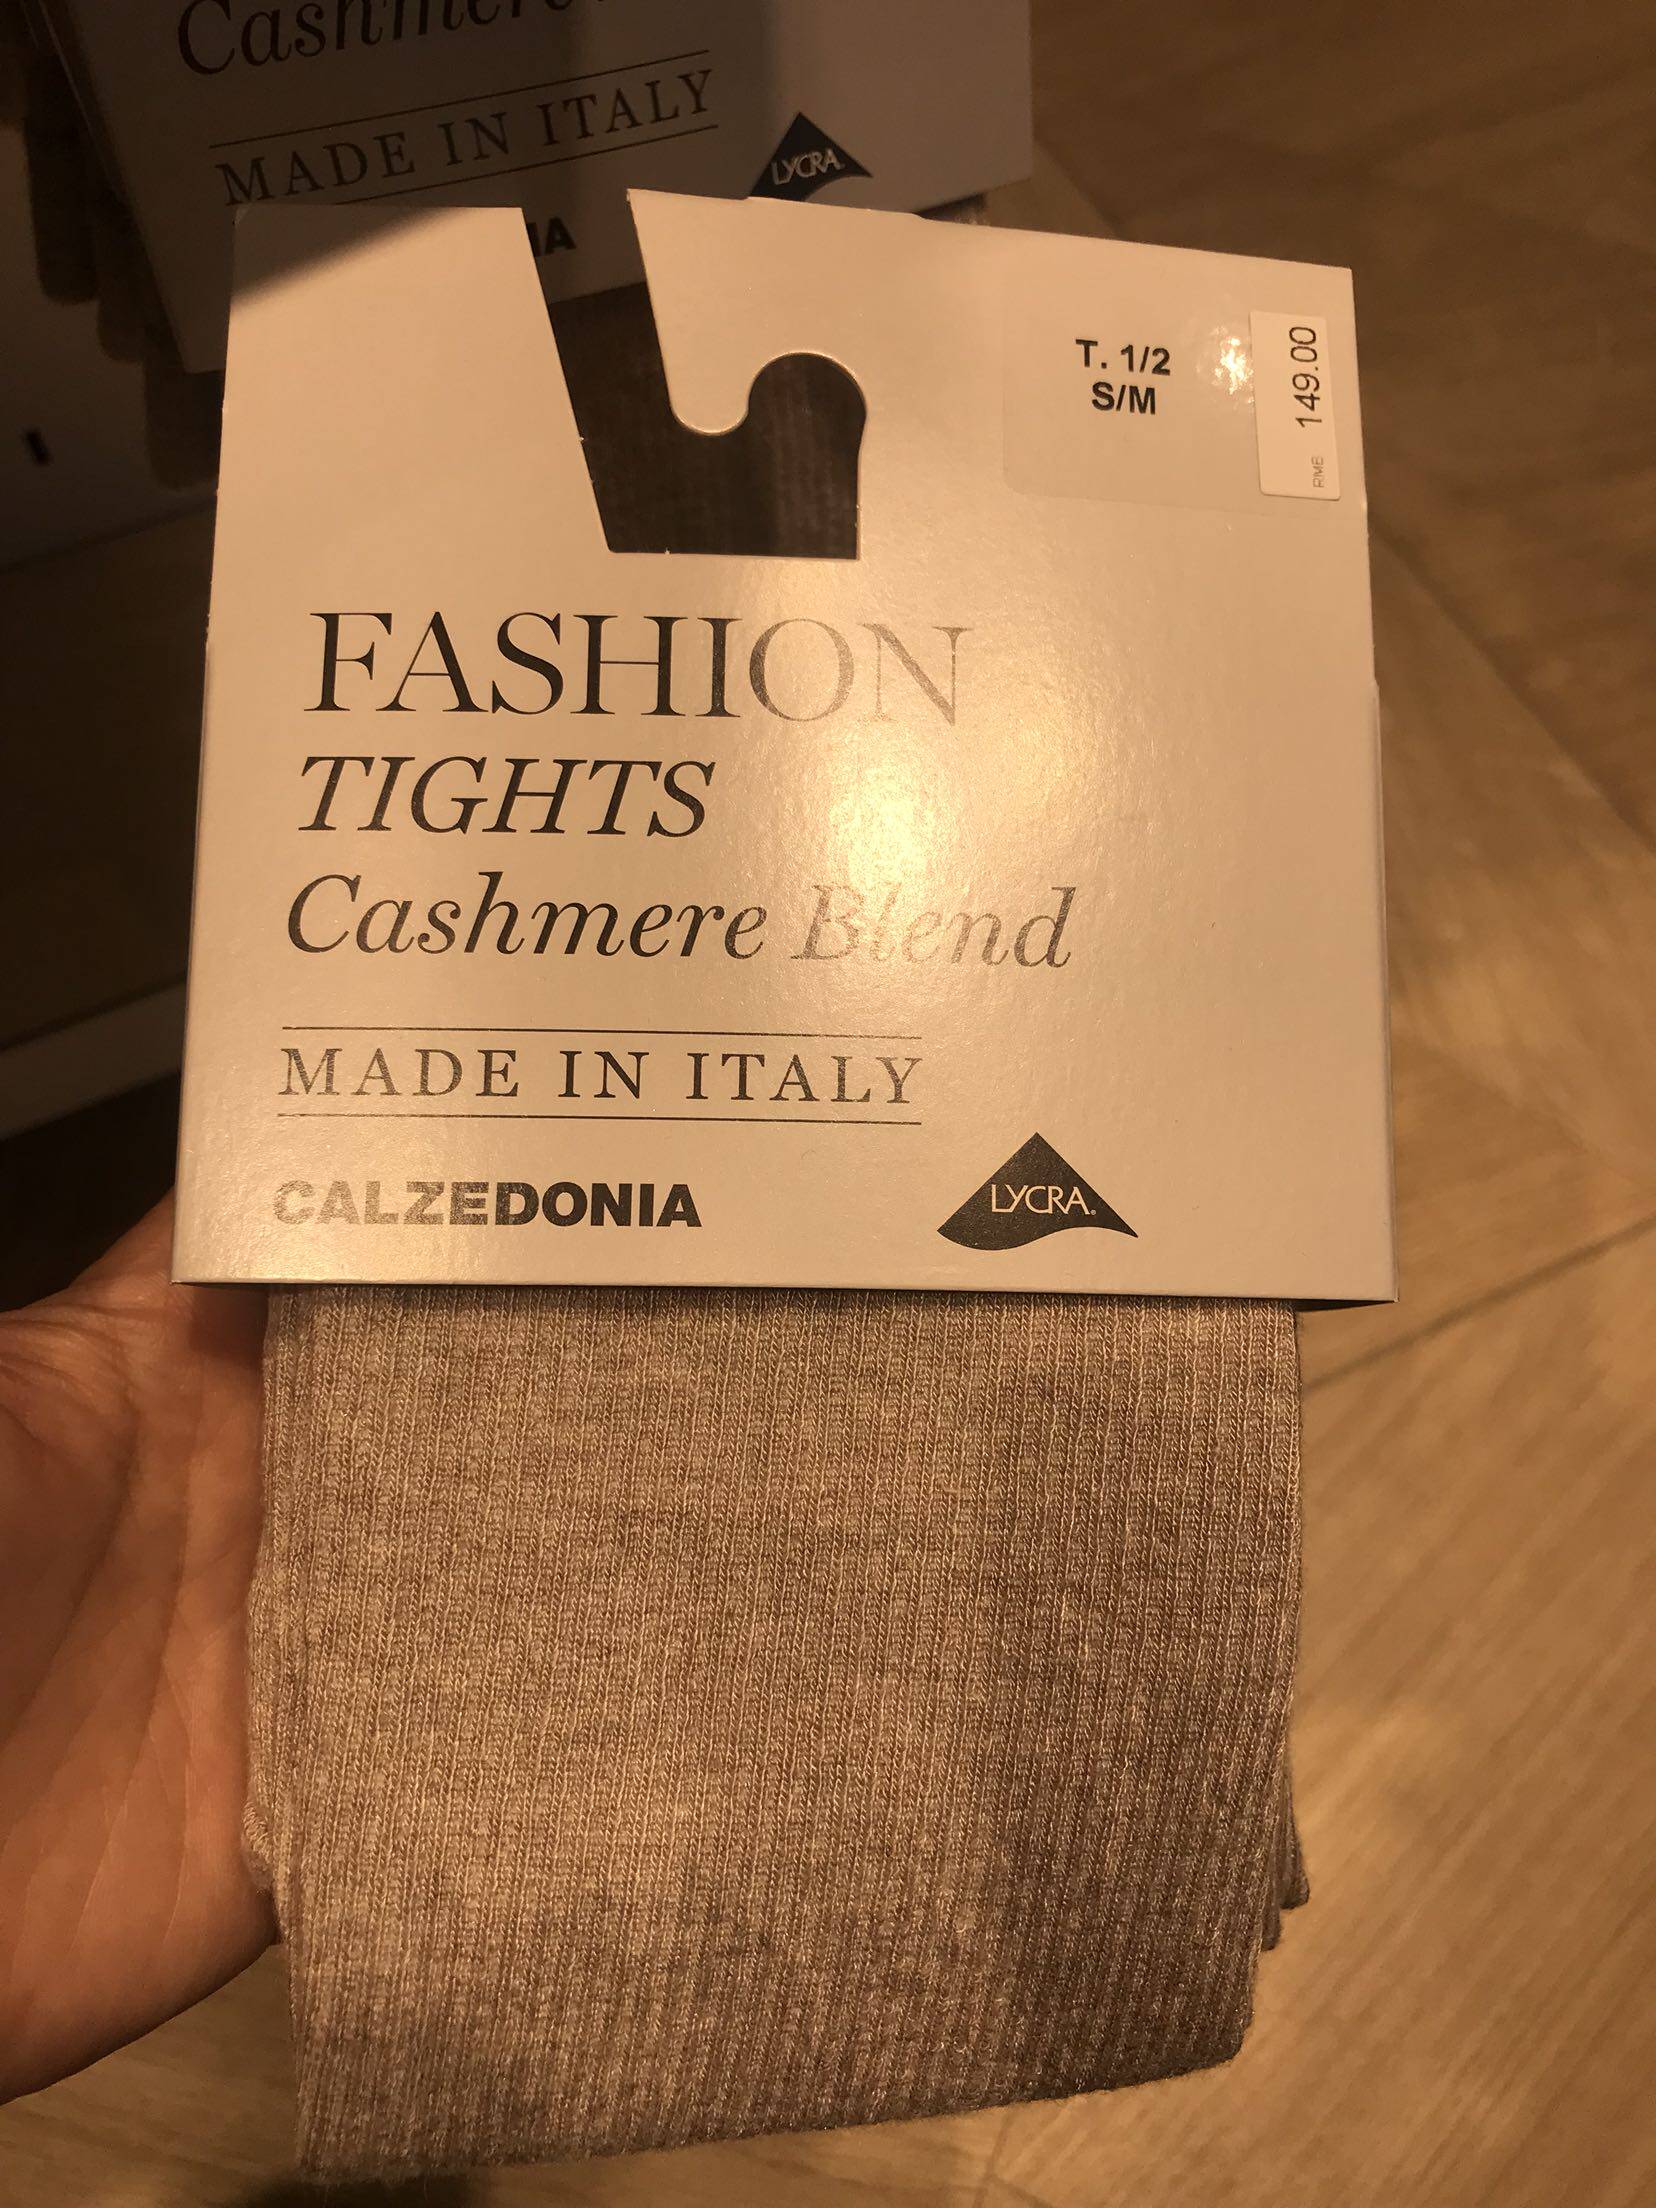 Cashmere
MADE IN ITALY
LYCRA
IA
T. 1/2
S/M
RMB 149.00
FASHION
TIGHTS
Cashmere Blend
MADE IN ITALY
CALZEDONIA
LYCRA